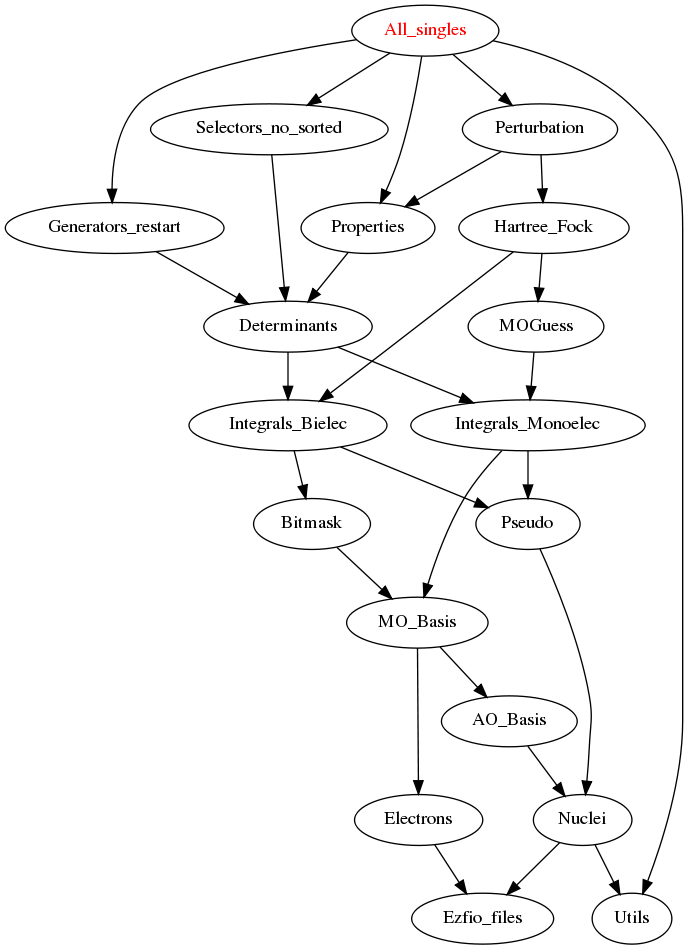 All_singles
Selectors_no_sorted
Perturbation
Generators_restart
Properties
Hartree_Fock
Determinants
MOGuess
Integrals_Bielec
Integrals_Monoelec
Bitmask
Pseudo
MO_Basis
AO_Basis
Electrons
Nuclei
Ezfio_files
Utils